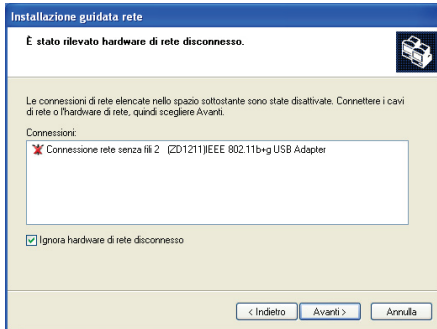 Installazione guidata rete
È stato rilevato hardware di rete disconnesso.
Le connessioni di rete elencate nello spazio sottostante sono state disattivate. Connettere i cavi
di rete o l'hardware di rete, quindi scegliere Avanti.
Connessioni:
Connessione rete senza fili 2 (ZD1211)IEEE 802.11b+g USB Adapter
Ignora hardware di rete disconnesso
< Indietro
Avanti >
Annulla